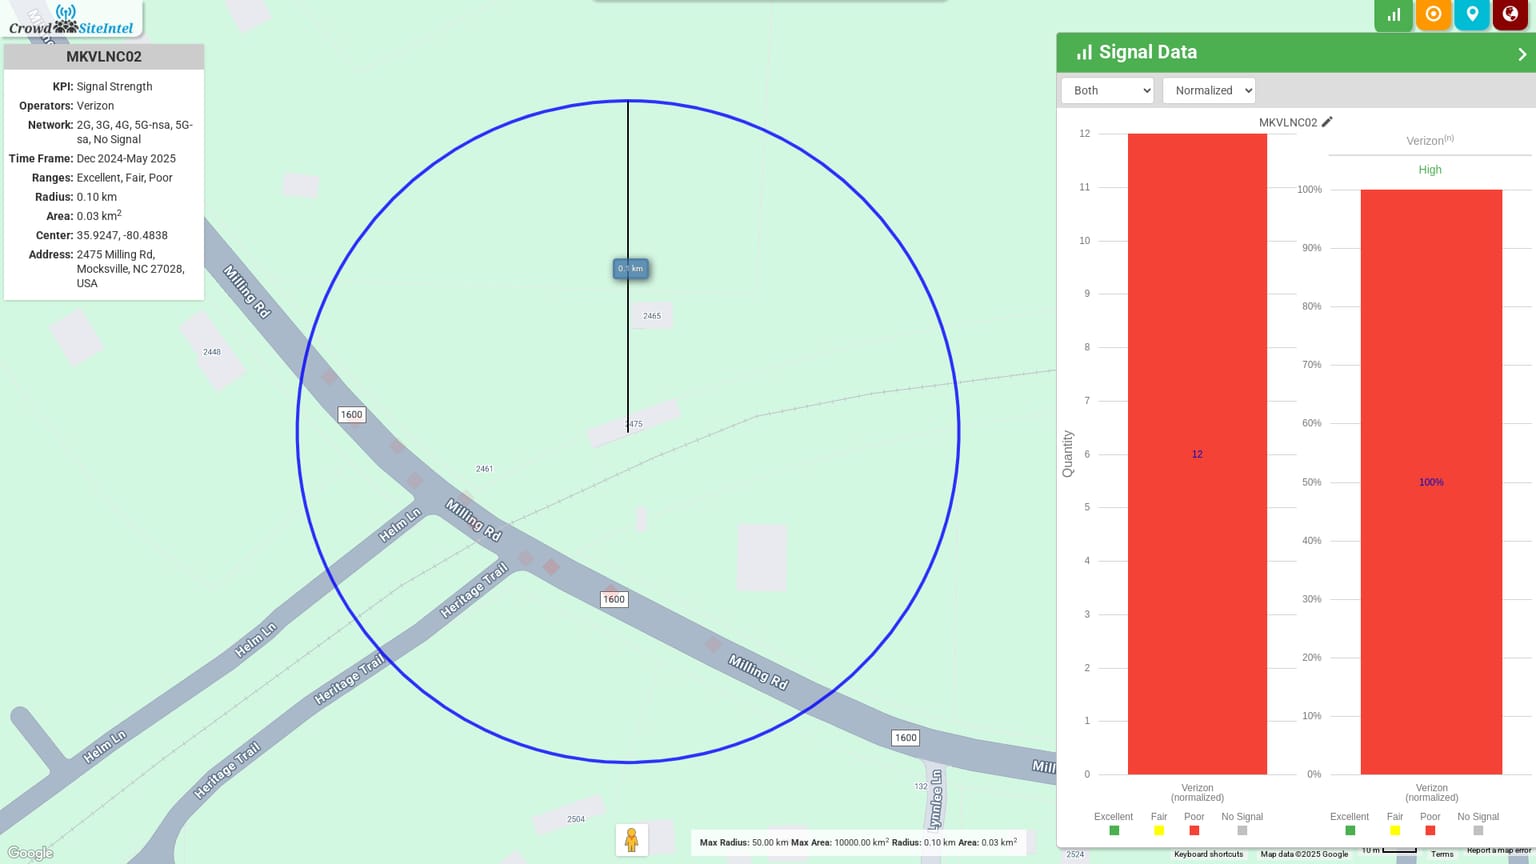 CrowdSiteIntel
MKVLNC02
KPI: Signal Strength
Operators: Verizon
Network: 2G, 3G, 4G, 5G-nsa, 5G-
sa, No Signal
Time Frame: Dec 2024-May 2025
Ranges: Excellent, Fair, Poor
Radius: 0.10 km
Area: 0.03 km²
Center: 35.9247, -80.4838
Address: 2475 Milling Rd,
Mocksville, NC 27028,
USA
Milling Rd
2448
1600
0.1 km
2465
2475
2461
Milling Rd
Helm Ln
Heritage Trail
1600
Helm Ln
Heritage Trail
Milling Rd
Helm Ln
Heritage Trail
1600
Mill
132
Lynnlee Ln
2504
2524
Google
Max Radius: 50.00 km Max Area: 10000.00 km² Radius: 0.10 km Area: 0.03 km²
Keyboard shortcuts
Map data ©2025 Google
10 m
Terms
Report a map error
Signal Data
Both
Normalized
MKVLNC02
Quantity
12
11
10
9
8
7
6
5
4
3
2
1
0
12
Verizon
(normalized)
Excellent Fair Poor No Signal
Verizon(n)
High
100%
90%
80%
70%
60%
50%
40%
30%
20%
10%
0%
100%
Verizon
(normalized)
Excellent Fair Poor No Signal